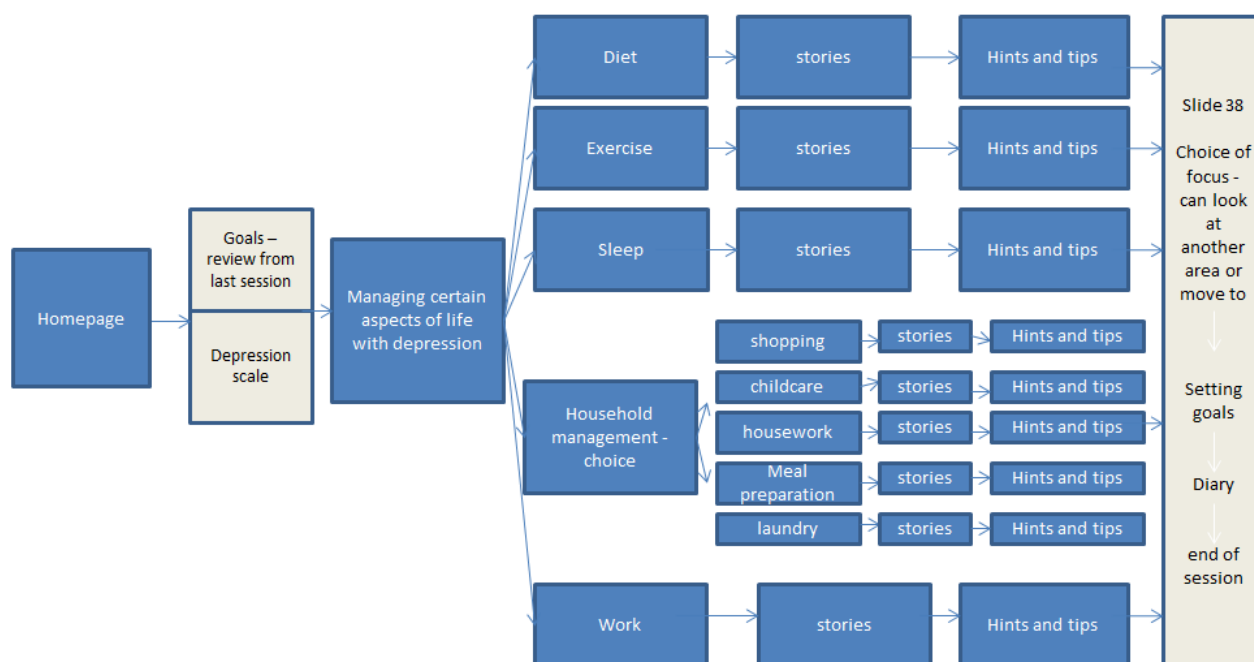 Homepage
Goals –
review from
last session
Depression
scale
Managing certain
aspects of life
with depression
Diet
stories
Hints and tips
Exercise
stories
Hints and tips
Sleep
stories
Hints and tips
Household
management -
choice
shopping
stories
Hints and tips
childcare
stories
Hints and tips
housework
stories
Hints and tips
Meal
preparation
stories
Hints and tips
laundry
stories
Hints and tips
Work
stories
Hints and tips
Slide 38
Choice of
focus -
can look
at
another
area or
move to
Setting
goals
Diary
end of
session